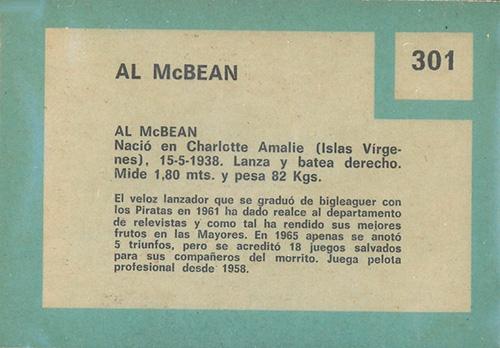 301
AL McBEAN
AL McBEAN
Nació en Charlotte Amalie (Islas Vírge-
nes), 15-5-1938. Lanza y batea derecho.
Mide 1,80 mts. y pesa 82 Kgs.
El veloz lanzador que se graduó de bigleaguer con
los Piratas en 1961 ha dado realce al departamento
de relevistas y como tal ha rendido sus mejores
frutos en las Mayores. En 1965 apenas se anotó
5 triunfos, pero se acreditó 18 juegos salvados
para sus compañeros del morrito. Juega pelota
profesional desde 1958.